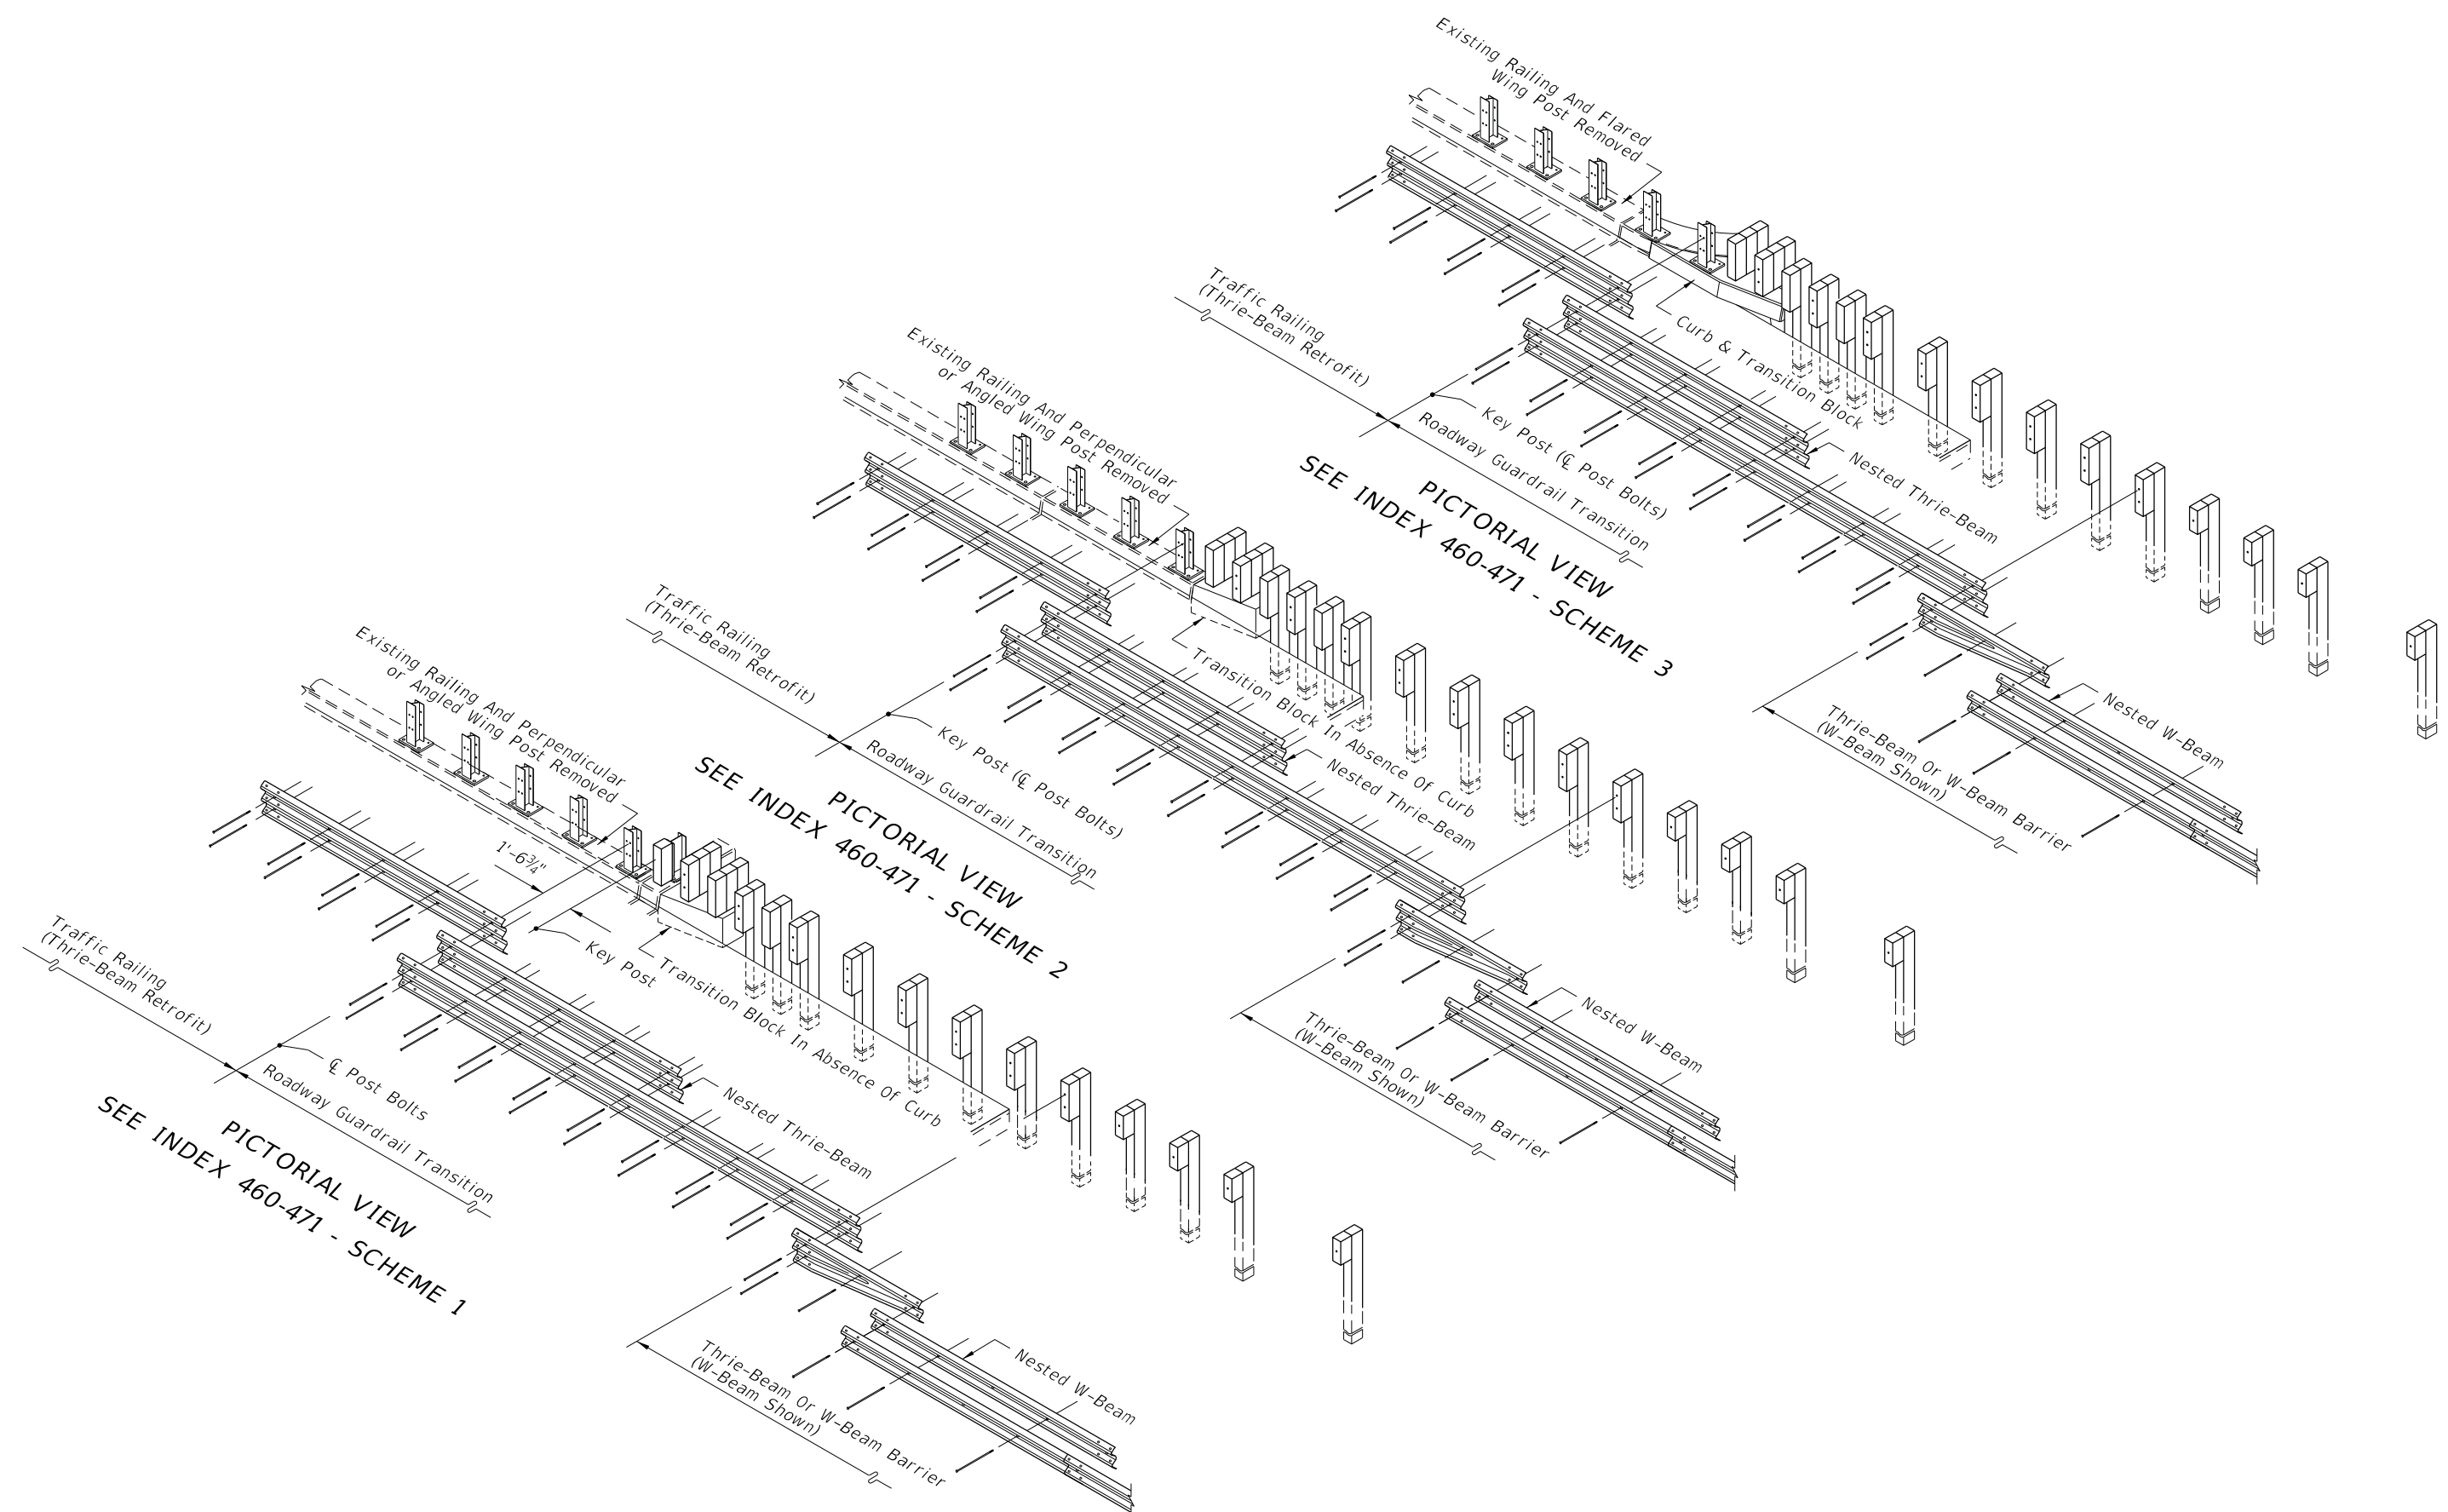 Existing Railing And Flared
Wing Post Removed
Traffic Railing
(Thrie-Beam Retrofit)
Curb & Transition Block
Key Post (℄ Post Bolts)
Roadway Guardrail Transition
Nested Thrie-Beam
PICTORIAL VIEW
SEE INDEX 460-471 - SCHEME 3
Nested W-Beam
Thrie-Beam Or W-Beam Barrier
(W-Beam Shown)
Existing Railing And Perpendicular
or Angled Wing Post Removed
Traffic Railing
(Thrie-Beam Retrofit)
Transition Block In Absence Of Curb
Key Post (℄ Post Bolts)
Roadway Guardrail Transition
Nested Thrie-Beam
PICTORIAL VIEW
SEE INDEX 460-471 - SCHEME 2
Nested W-Beam
Thrie-Beam Or W-Beam Barrier
(W-Beam Shown)
Existing Railing And Perpendicular
or Angled Wing Post Removed
1'-6¾"
Traffic Railing
(Thrie-Beam Retrofit)
Key Post
Transition Block In Absence Of Curb
℄ Post Bolts
Roadway Guardrail Transition
Nested Thrie-Beam
PICTORIAL VIEW
SEE INDEX 460-471 - SCHEME 1
Nested W-Beam
Thrie-Beam Or W-Beam Barrier
(W-Beam Shown)